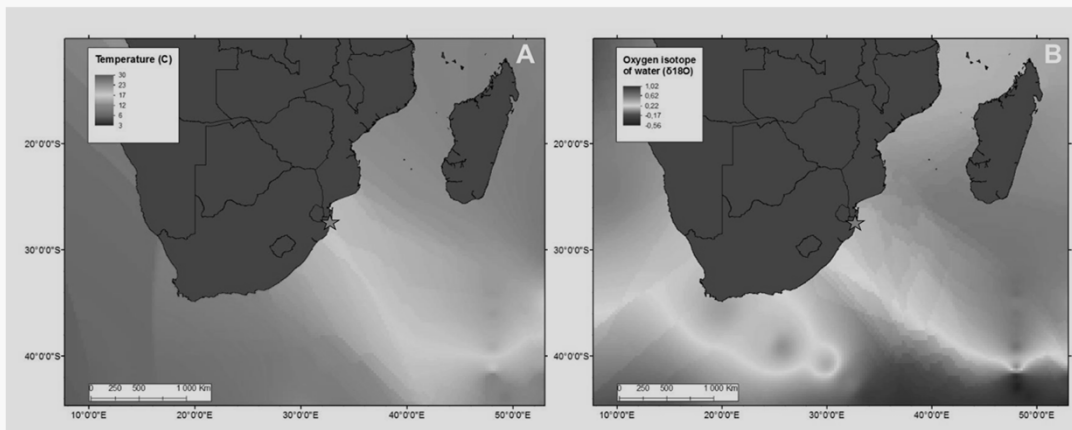 A
Temperature (C)
30
23
17
12
6
3
20°0'0"S
30°0'0"S
40°0'0"S
0 250 500 1 000 Km
10°0'0"E 20°0'0"E 30°0'0"E 40°0'0"E 50°0'0"E
B
Oxygen isotope
of water (δ18O)
1,02
0,62
0,22
-0,17
-0,56
20°0'0"S
30°0'0"S
40°0'0"S
0 250 500 1 000 Km
10°0'0"E 20°0'0"E 30°0'0"E 40°0'0"E 50°0'0"E